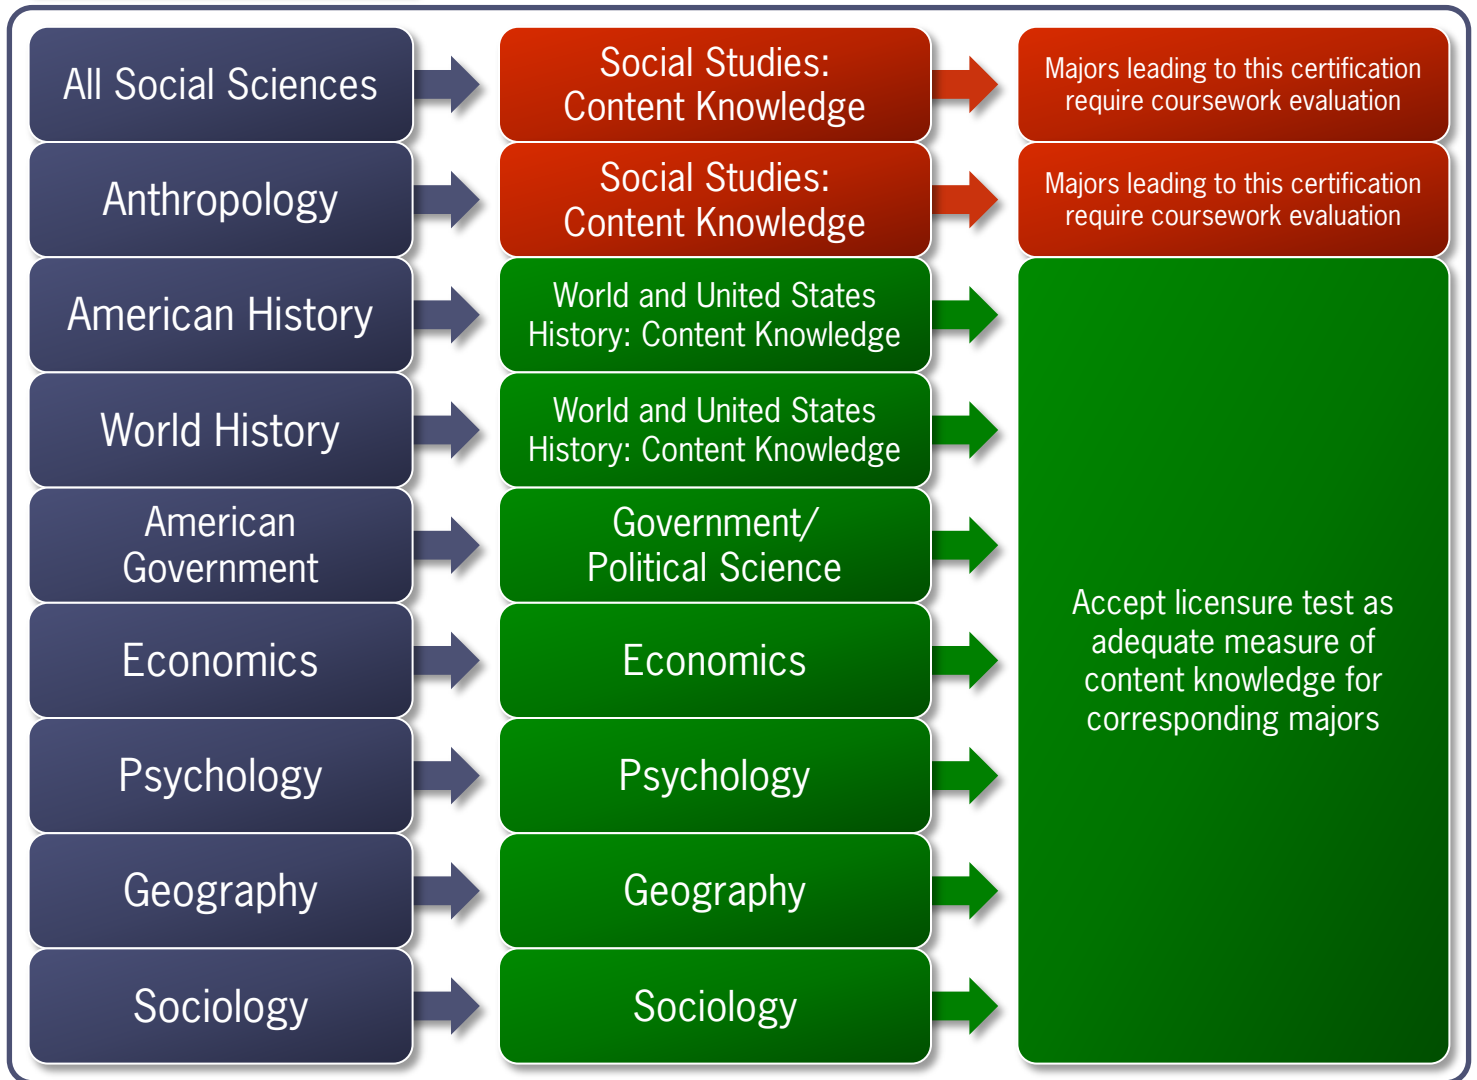 All Social Sciences
Social Studies:
Content Knowledge
Majors leading to this certification
require coursework evaluation
Anthropology
Social Studies:
Content Knowledge
Majors leading to this certification
require coursework evaluation
American History
World and United States
History: Content Knowledge
World History
World and United States
History: Content Knowledge
American
Government
Government/
Political Science
Economics
Economics
Psychology
Psychology
Geography
Geography
Sociology
Sociology
Accept licensure test as
adequate measure of
content knowledge for
corresponding majors